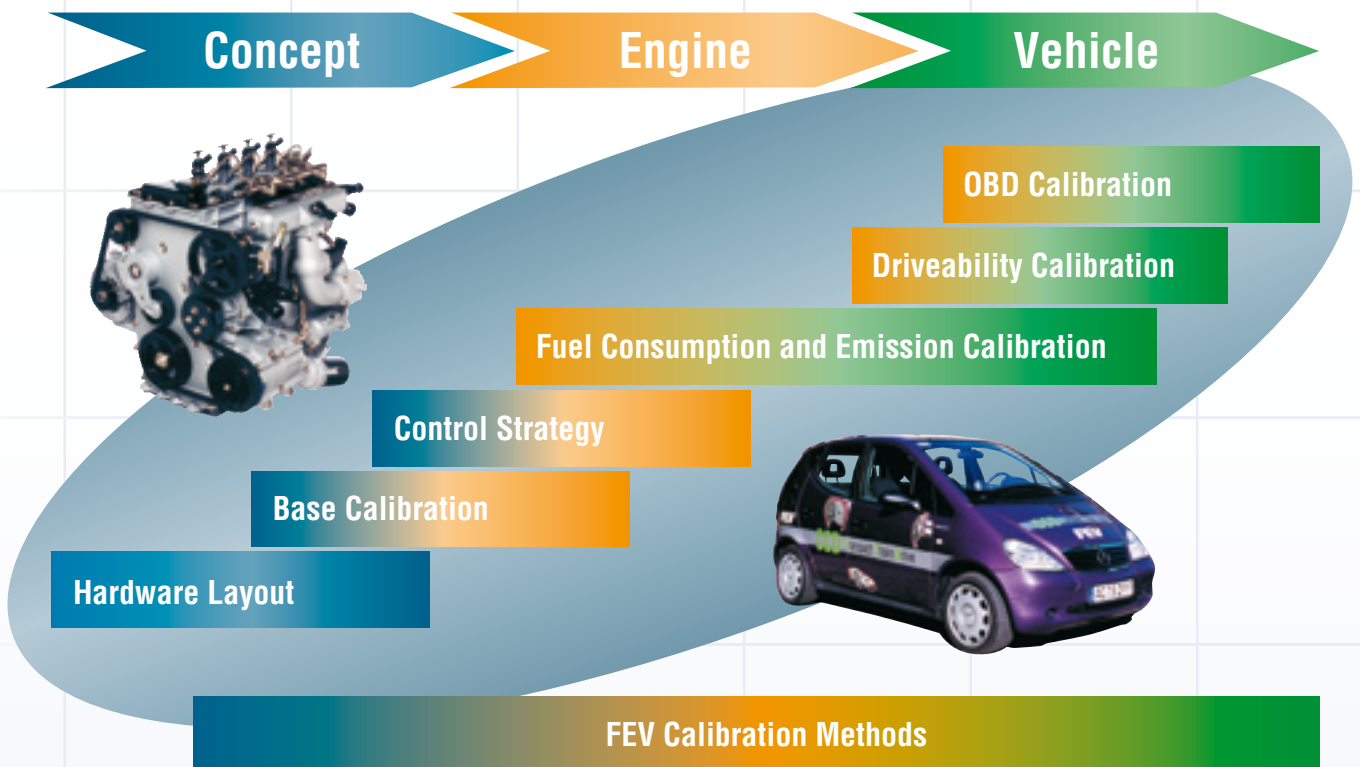 Concept
Engine
Vehicle
OBD Calibration
Driveability Calibration
Fuel Consumption and Emission Calibration
Control Strategy
Base Calibration
Hardware Layout
FEV
FEV Calibration Methods